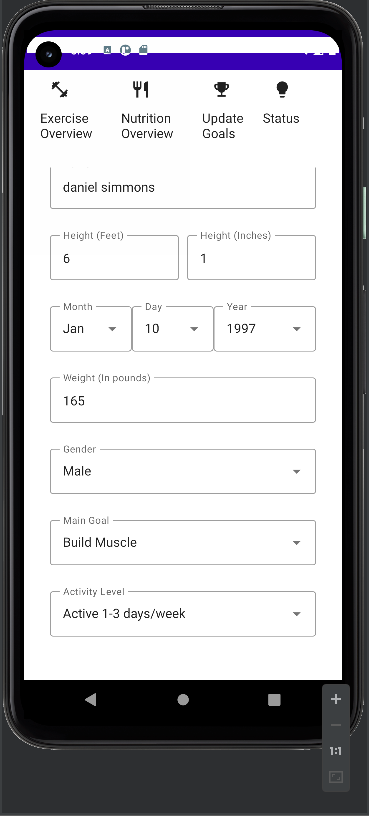 Exercise Overview
Nutrition Overview
Update Goals
Status
daniel simmons
Height (Feet)
6
Height (Inches)
1
Month
Jan
Day
10
Year
1997
Weight (In pounds)
165
Gender
Male
Main Goal
Build Muscle
Activity Level
Active 1-3 days/week
1:1